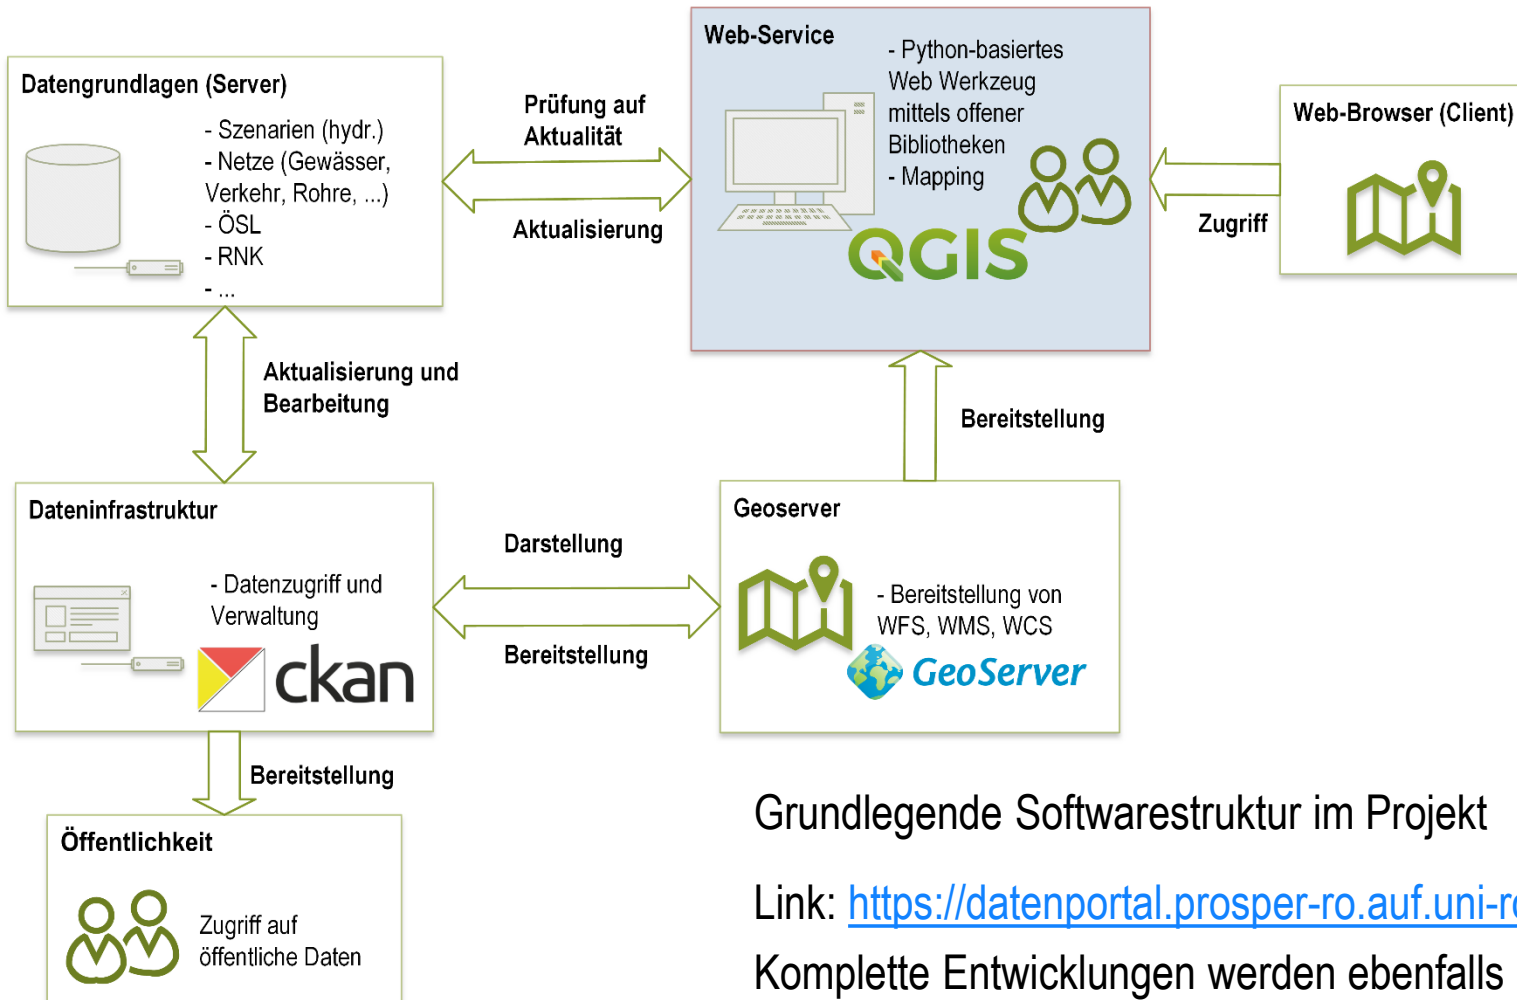 Datengrundlagen (Server)
- Szenarien (hydr.)
- Netze (Gewässer,
Verkehr, Rohre, ...)
- ÖSL
- RNK
- ...
Prüfung auf
Aktualität
Aktualisierung
Web-Service
- Python-basiertes
Web Werkzeug
mittels offener
Bibliotheken
- Mapping
QGIS
Web-Browser (Client)
Zugriff
Aktualisierung und
Bearbeitung
Bereitstellung
Dateninfrastruktur
- Datenzugriff und
Verwaltung
ckan
Darstellung
Bereitstellung
Geoserver
- Bereitstellung von
WFS, WMS, WCS
GeoServer
Bereitstellung
Öffentlichkeit
Zugriff auf
öffentliche Daten
Grundlegende Softwarestruktur im Projekt
Link: https://datenportal.prosper-ro.auf.uni-ro
Komplette Entwicklungen werden ebenfalls